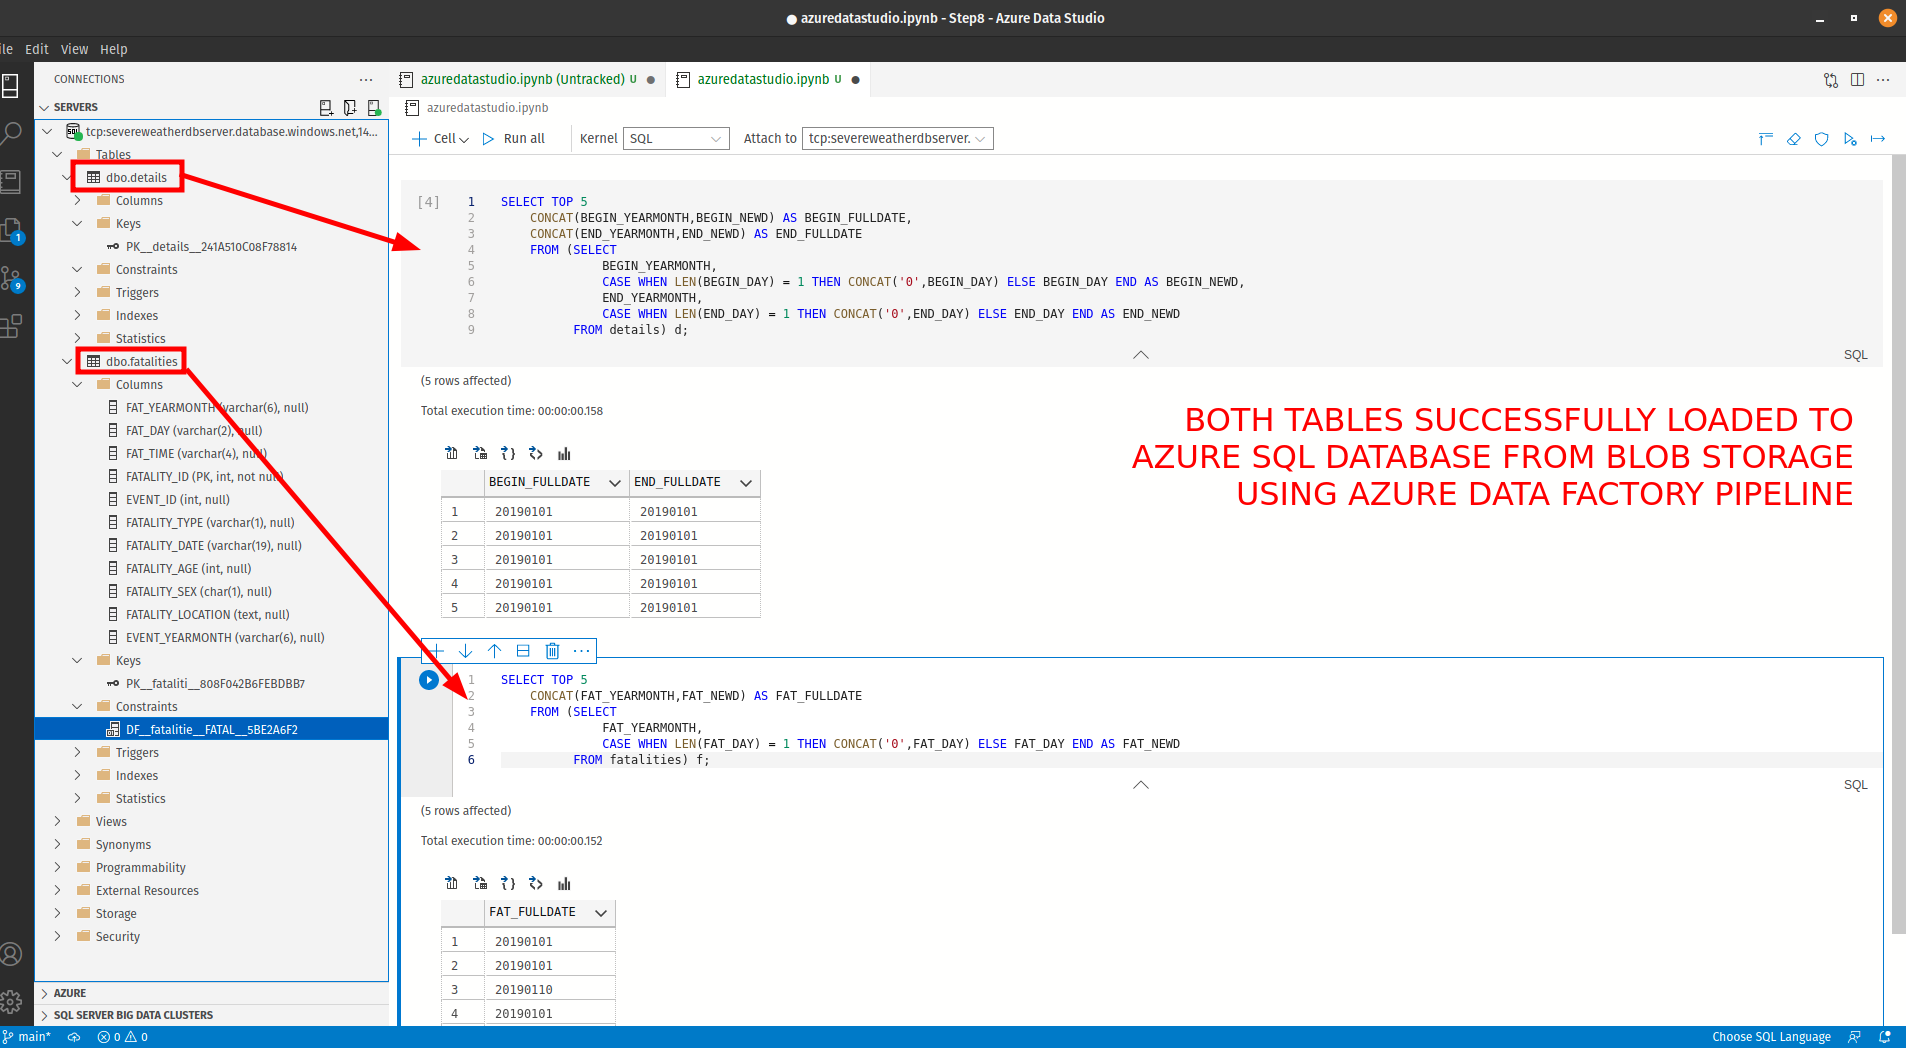 azuredatastudio.ipynb - Step8 - Azure Data Studio
ile Edit View Help
CONNECTIONS
SERVERS
tcp:severeweatherdbserver.database.windows.net,14...
Tables
dbo.details
Columns
Keys
PK__details__241A510C08F78814
Constraints
Triggers
Indexes
Statistics
dbo.fatalities
Columns
FAT_YEARMONTH (varchar(6), null)
FAT_DAY (varchar(2), null)
FAT_TIME (varchar(4), null)
FATALITY_ID (PK, int, not null)
EVENT_ID (int, null)
FATALITY_TYPE (varchar(1), null)
FATALITY_DATE (varchar(19), null)
FATALITY_AGE (int, null)
FATALITY_SEX (char(1), null)
FATALITY_LOCATION (text, null)
EVENT_YEARMONTH (varchar(6), null)
Keys
PK__fataliti__808F042B6FEBDBB7
Constraints
DF__fatalitie__FATAL__5BE2A6F2
Triggers
Indexes
Statistics
Views
Synonyms
Programmability
External Resources
Storage
Security
AZURE
SQL SERVER BIG DATA CLUSTERS
1
9
azuredatastudio.ipynb (Untracked) U
azuredatastudio.ipynb U
azuredatastudio.ipynb
Cell Run all Kernel SQL Attach to tcp:severeweatherdbserver.
[4]
1 SELECT TOP 5
2 CONCAT(BEGIN_YEARMONTH,BEGIN_NEWD) AS BEGIN_FULLDATE,
3 CONCAT(END_YEARMONTH,END_NEWD) AS END_FULLDATE
4 FROM (SELECT
5 BEGIN_YEARMONTH,
6 CASE WHEN LEN(BEGIN_DAY) = 1 THEN CONCAT('0',BEGIN_DAY) ELSE BEGIN_DAY END AS BEGIN_NEWD,
7 END_YEARMONTH,
8 CASE WHEN LEN(END_DAY) = 1 THEN CONCAT('0',END_DAY) ELSE END_DAY END AS END_NEWD
9 FROM details) d;
SQL
(5 rows affected)
Total execution time: 00:00:00.158
BOTH TABLES SUCCESSFULLY LOADED TO
AZURE SQL DATABASE FROM BLOB STORAGE
USING AZURE DATA FACTORY PIPELINE
BEGIN_FULLDATE END_FULLDATE
1 20190101 20190101
2 20190101 20190101
3 20190101 20190101
4 20190101 20190101
5 20190101 20190101
1 SELECT TOP 5
2 CONCAT(FAT_YEARMONTH,FAT_NEWD) AS FAT_FULLDATE
3 FROM (SELECT
4 FAT_YEARMONTH,
5 CASE WHEN LEN(FAT_DAY) = 1 THEN CONCAT('0',FAT_DAY) ELSE FAT_DAY END AS FAT_NEWD
6 FROM fatalities) f;
SQL
(5 rows affected)
Total execution time: 00:00:00.152
FAT_FULLDATE
1 20190101
2 20190101
3 20190110
4 20190101
main* 0 0 Choose SQL Language